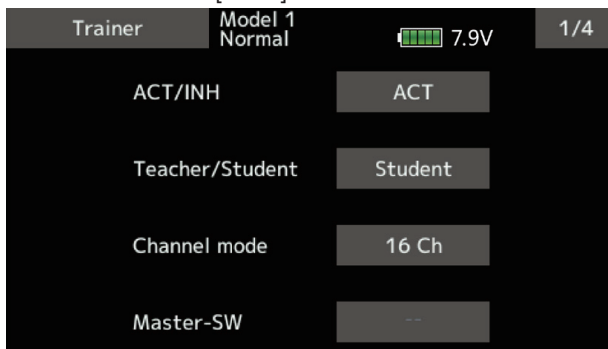 Trainer Model 1 Normal 7.9V 1/4
ACT/INH ACT
Teacher/Student Student
Channel mode 16 Ch
Master-SW --